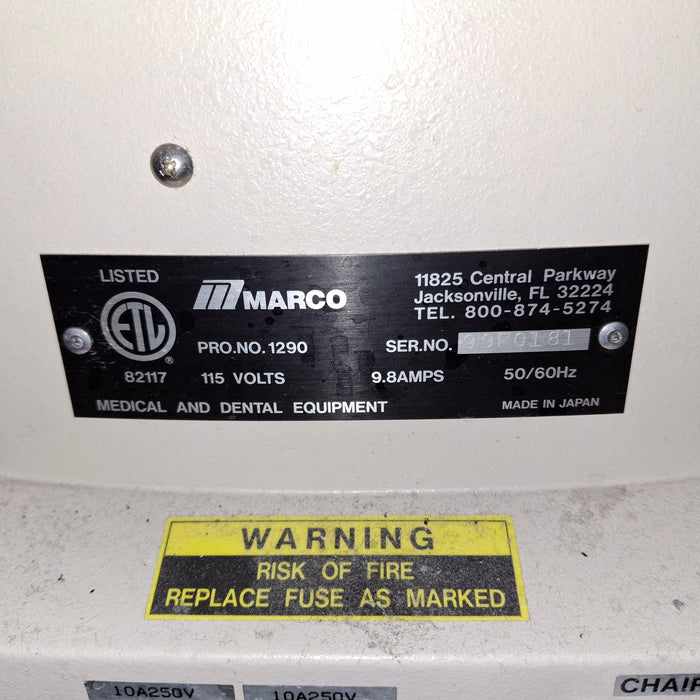 LISTED
ETL
®
82117
MARCO
11825 Central Parkway
Jacksonville, FL 32224
TEL. 800-874-5274
PRO.NO.1290
SER.NO.
115 VOLTS 9.8AMPS 50/60Hz
MEDICAL AND DENTAL EQUIPMENT
MADE IN JAPAN
WARNING
RISK OF FIRE
REPLACE FUSE AS MARKED
10A250V
10A250V